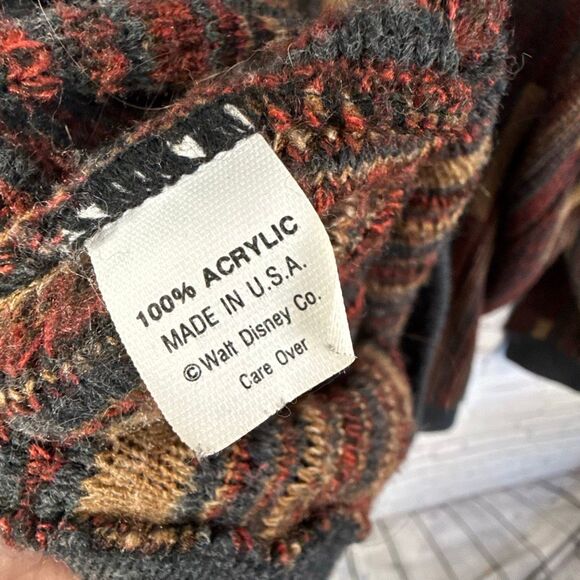 100% ACRYLIC
MADE IN U.S.A.
©Walt Disney Co.
Care Over